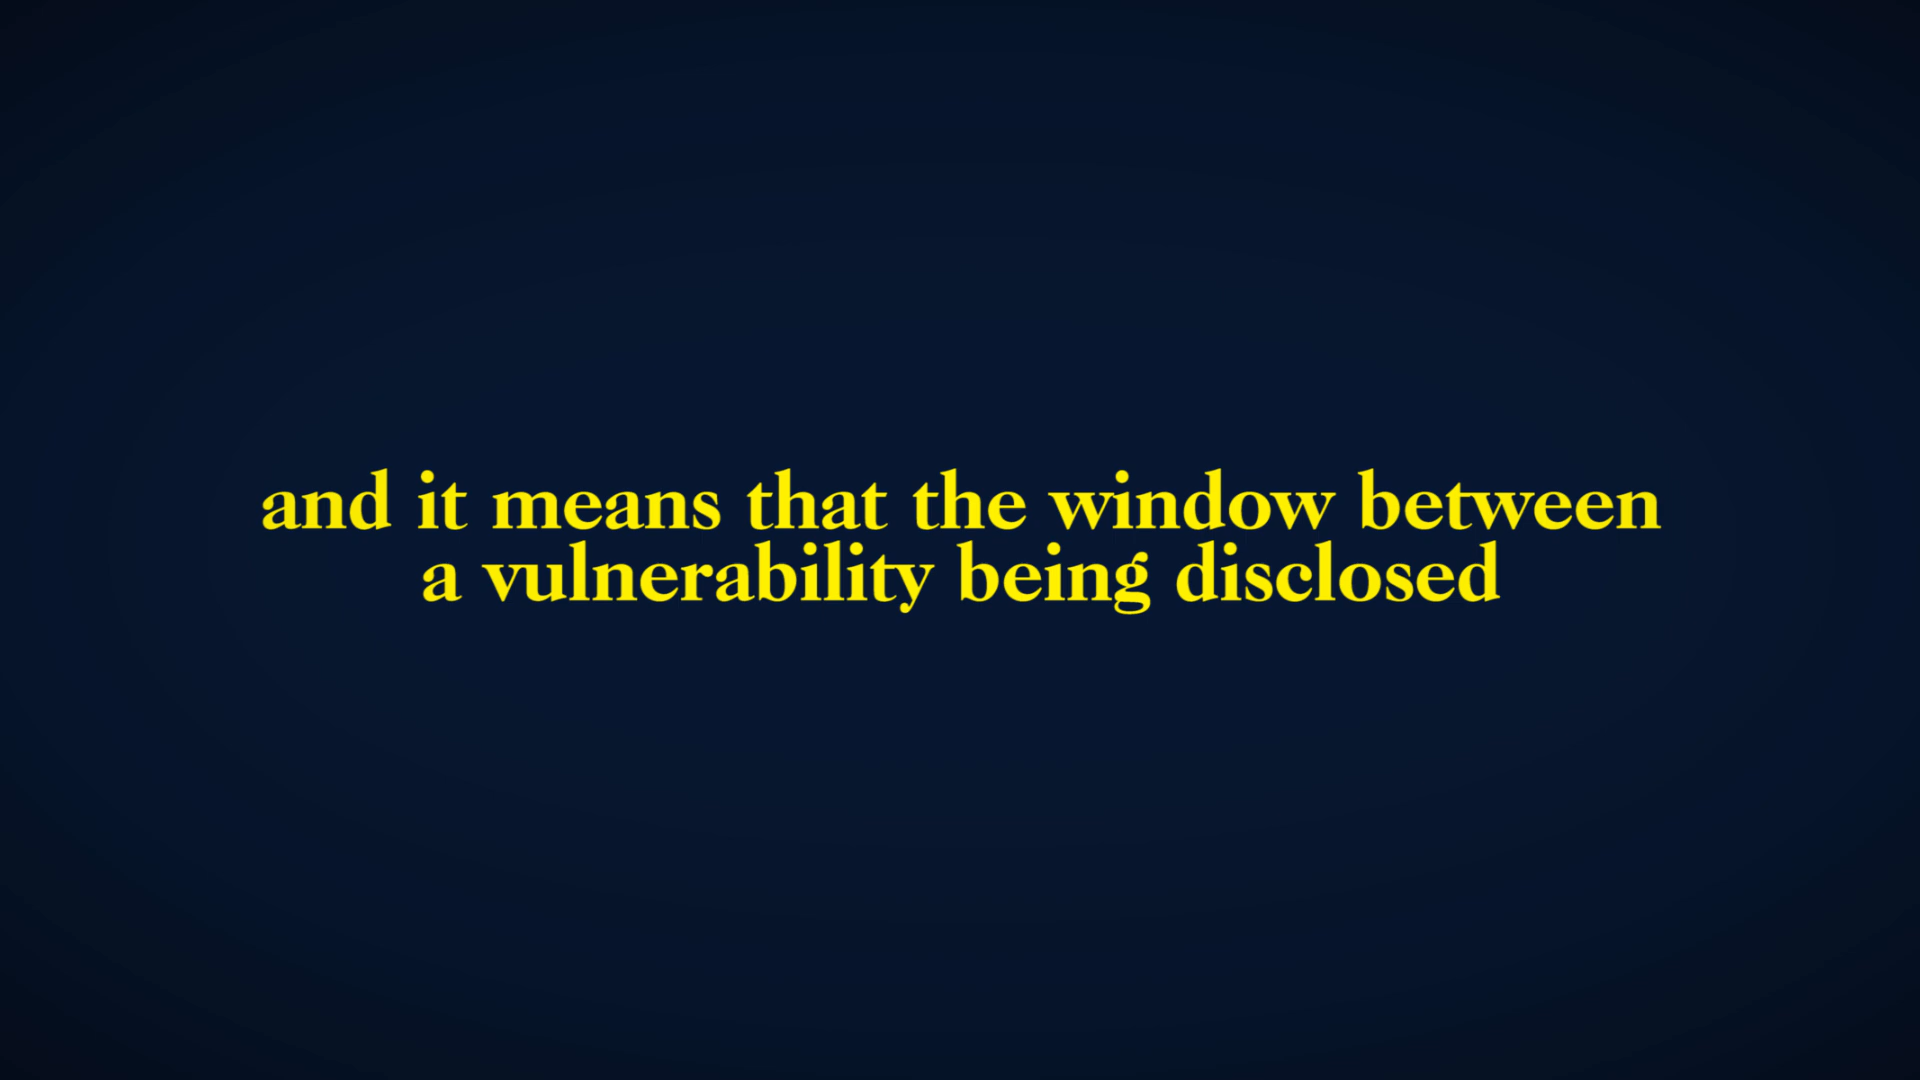 and it means that the window between
a vulnerability being disclosed